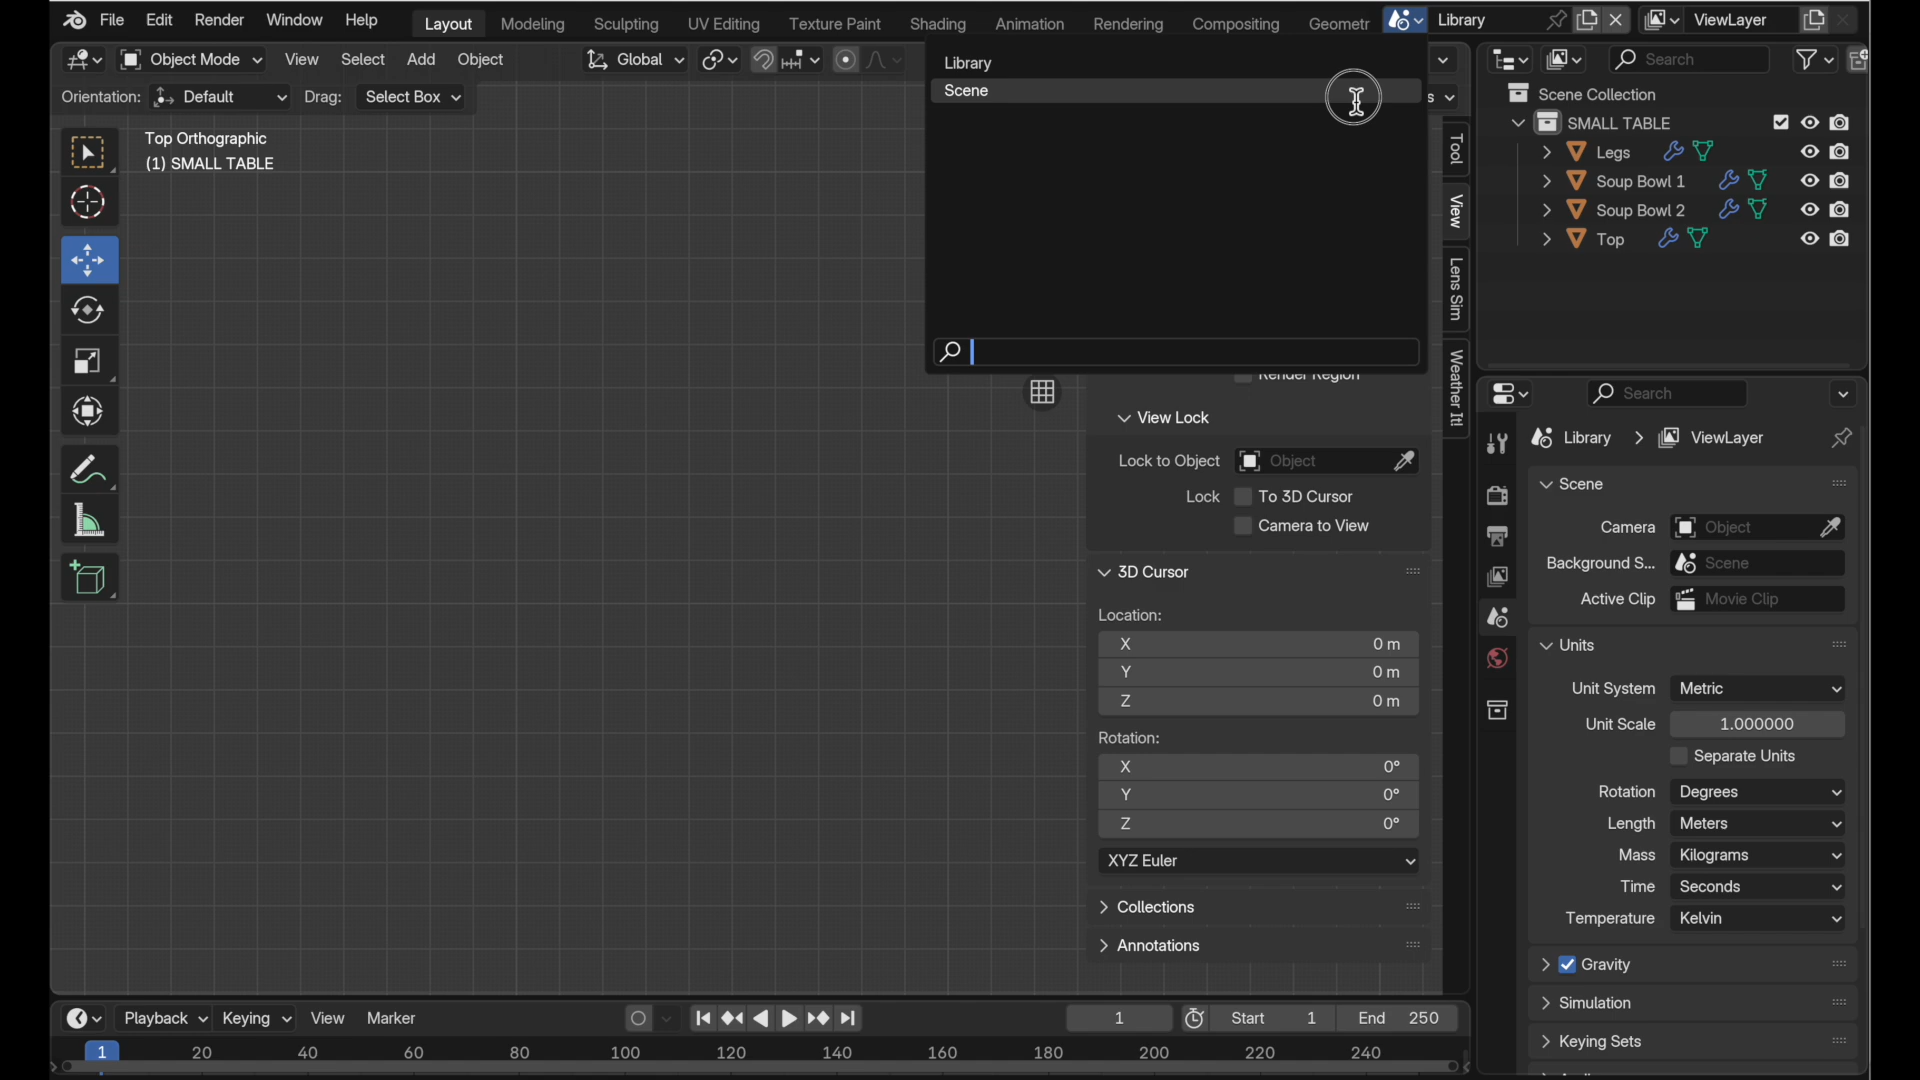 File Edit Render Window Help Layout Modeling Sculpting UV Editing Texture Paint Shading Animation Rendering Compositing Geometr Library ViewLayer
Object Mode View Select Add Object Global
Orientation: Default Drag: Select Box
Top Orthographic
(1) SMALL TABLE
Library
Scene
Tool
View
Lens Sim
Weather It!
Render Region
View Lock
Lock to Object Object
Lock To 3D Cursor
Camera to View
3D Cursor
Location:
X 0 m
Y 0 m
Z 0 m
Rotation:
X 0°
Y 0°
Z 0°
XYZ Euler
Collections
Annotations
Search
Scene Collection
SMALL TABLE
Legs
Soup Bowl 1
Soup Bowl 2
Top
Search
Library > ViewLayer
Scene
Camera Object
Background S... Scene
Active Clip Movie Clip
Units
Unit System Metric
Unit Scale 1.000000
Separate Units
Rotation Degrees
Length Meters
Mass Kilograms
Time Seconds
Temperature Kelvin
Gravity
Simulation
Keying Sets
Playback Keying View Marker 1 Start 1 End 250
1 20 40 60 80 100 120 140 160 180 200 220 240